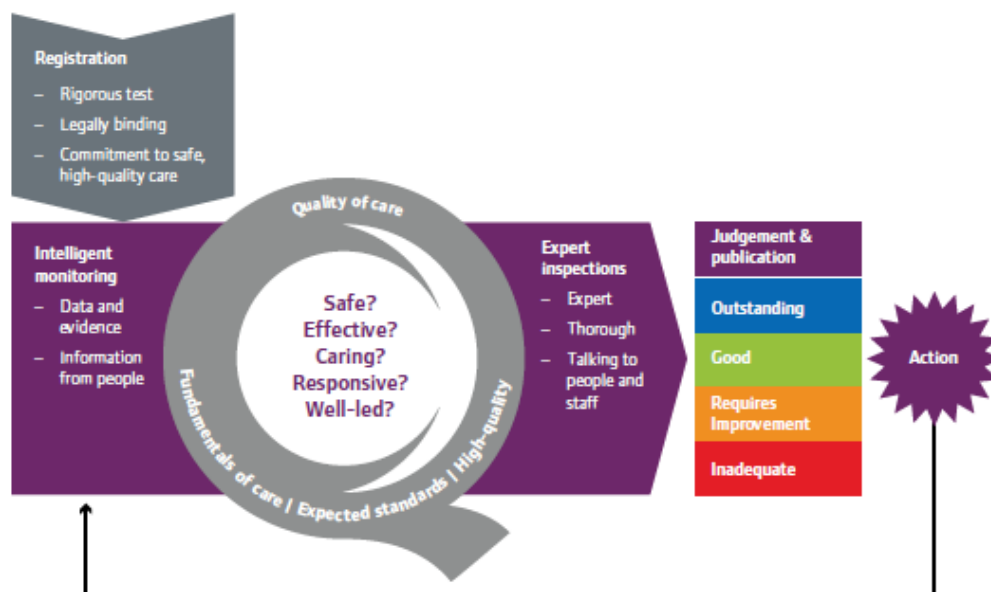 Registration
– Rigorous test
– Legally binding
– Commitment to safe,
high-quality care
Quality of care
Intelligent
monitoring
– Data and
evidence
– Information
from people
Safe?
Effective?
Caring?
Responsive?
Well-led?
Fundamentals of care | Expected standards | High-quality
Expert
inspections
– Expert
– Thorough
– Talking to
people and
staff
Judgement &
publication
Outstanding
Good
Requires
Improvement
Inadequate
Action